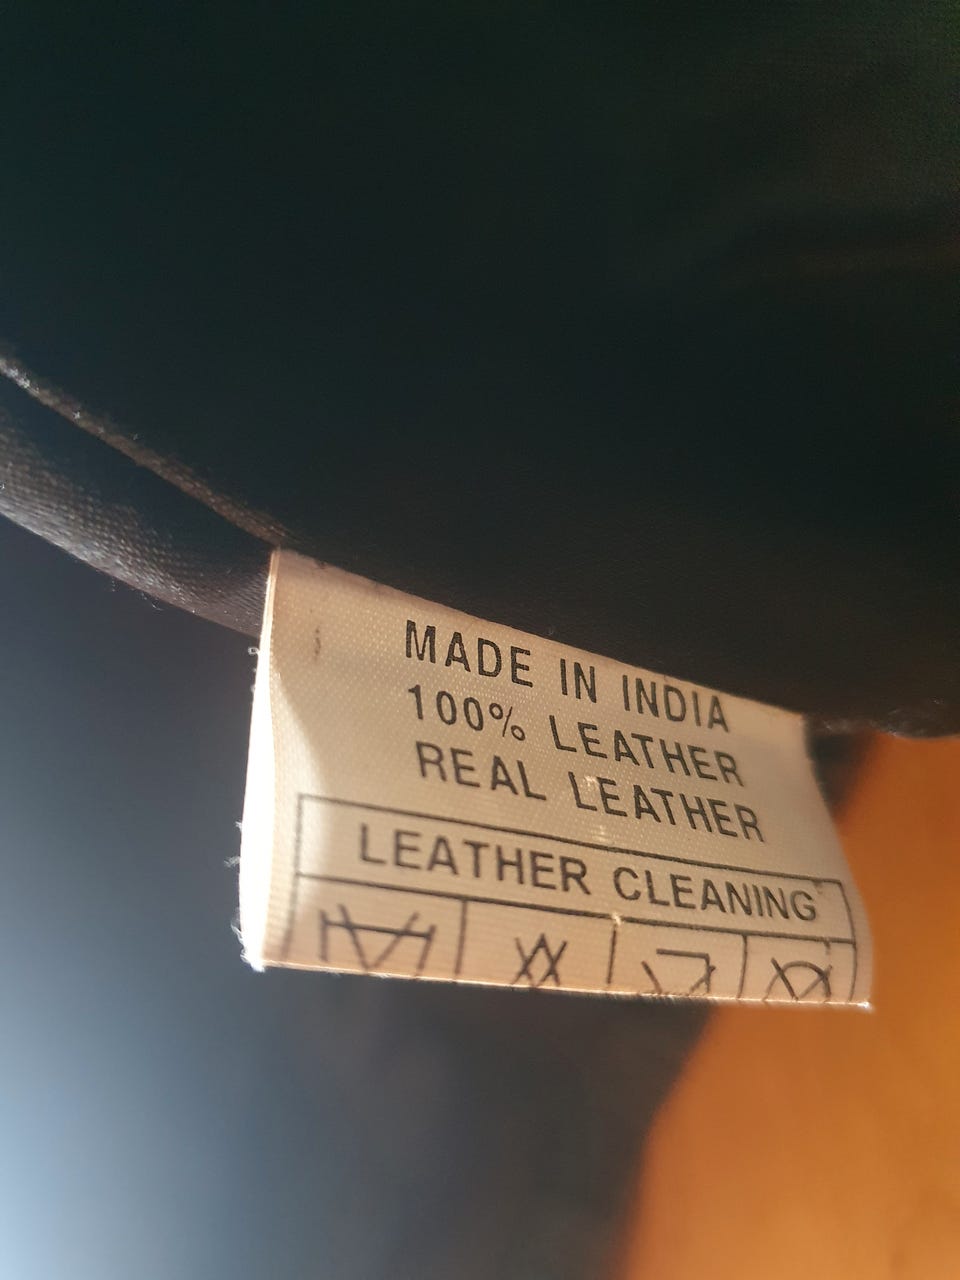 MADE IN INDIA
100% LEATHER
REAL LEATHER
LEATHER CLEANING